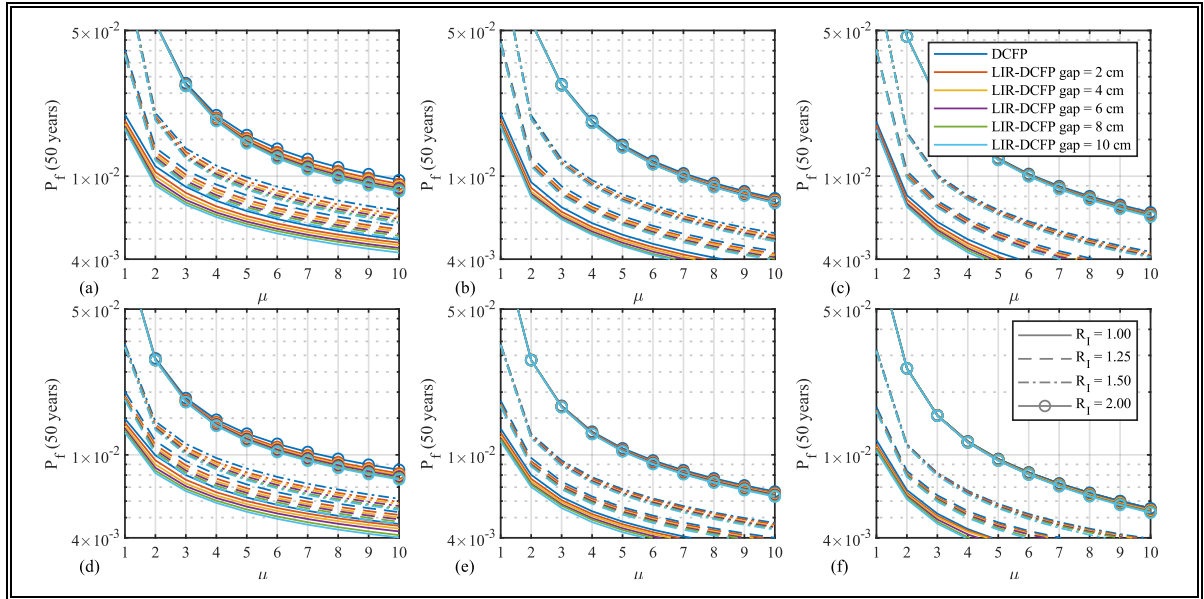 5×10⁻²
1×10⁻²
4×10⁻³
P_f (50 years)
1 2 3 4 5 6 7 8 9 10
(a)
μ
5×10⁻²
1×10⁻²
4×10⁻³
P_f (50 years)
1 2 3 4 5 6 7 8 9 10
(b)
μ
5×10⁻²
1×10⁻²
4×10⁻³
P_f (50 years)
DCFP
LIR-DCFP gap = 2 cm
LIR-DCFP gap = 4 cm
LIR-DCFP gap = 6 cm
LIR-DCFP gap = 8 cm
LIR-DCFP gap = 10 cm
1 2 3 4 5 6 7 8 9 10
(c)
μ
5×10⁻²
1×10⁻²
4×10⁻³
P_f (50 years)
1 2 3 4 5 6 7 8 9 10
(d)
μ
5×10⁻²
1×10⁻²
4×10⁻³
P_f (50 years)
1 2 3 4 5 6 7 8 9 10
(e)
μ
5×10⁻²
1×10⁻²
4×10⁻³
P_f (50 years)
R_I = 1.00
R_I = 1.25
R_I = 1.50
R_I = 2.00
1 2 3 4 5 6 7 8 9 10
(f)
μ